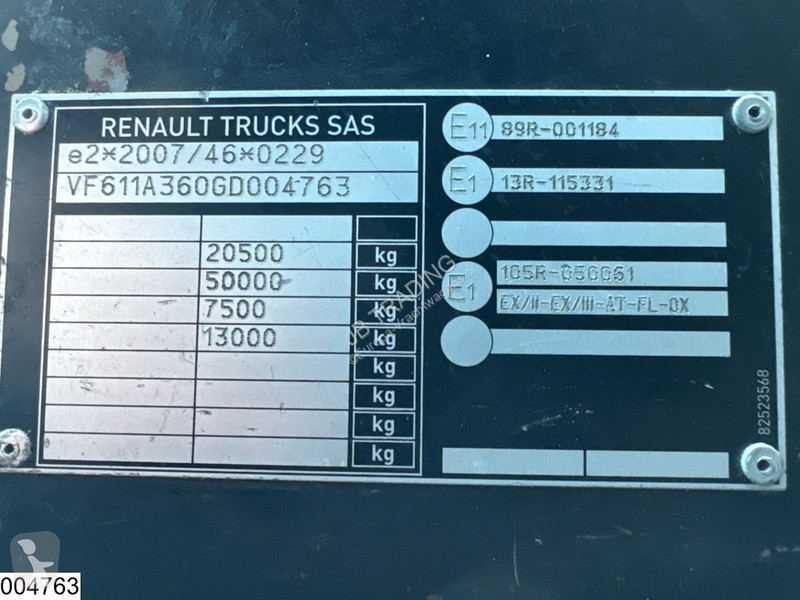 RENAULT TRUCKS SAS
e2*2007/46*0229
VF611A360GD004763
20500 kg
50000 kg
7500 kg
13000 kg
kg
kg
kg
kg
E11 89R-001184
E1 13R-115331
E1 105R-050061
EX/II-EX/III-AT-FL-OX
82523568
004763